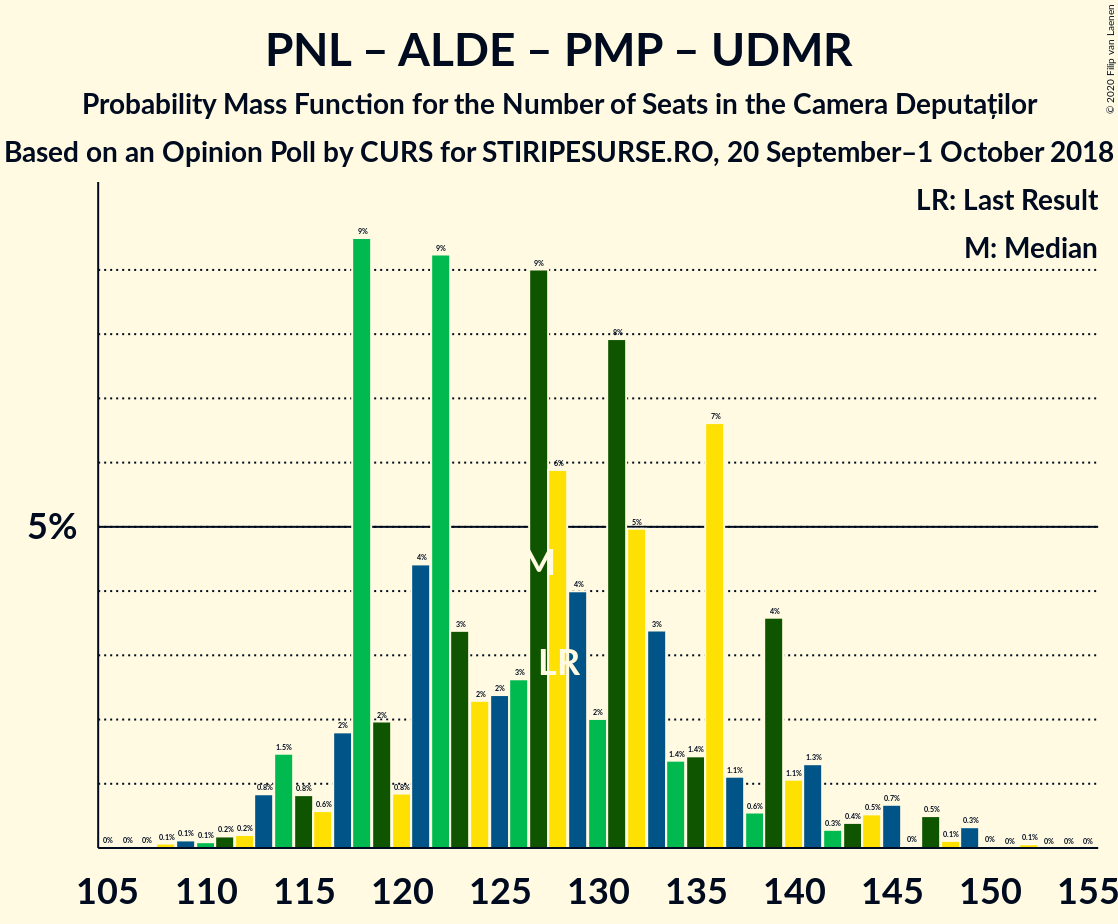 PNL – ALDE – PMP – UDMR
Probability Mass Function for the Number of Seats in the Camera Deputaților
Based on an Opinion Poll by CURS for STIRIPESURSE.RO, 20 September–1 October 2018
© 2020 Filip van Laenen
LR: Last Result
M: Median
5%
0% 0% 0% 0.1% 0.1% 0.1% 0.2% 0.2% 0.8% 1.5% 0.8% 0.6% 2% 9% 2% 0.8% 4% 9% 3% 2% 2% 3% 9% 6% 4% 2% 8% 5% 3% 1.4% 1.4% 7% 1.1% 0.6% 4% 1.1% 1.3% 0.3% 0.4% 0.5% 0.7% 0% 0.5% 0.1% 0.3% 0% 0% 0.1% 0% 0% 0%
M
LR
105 110 115 120 125 130 135 140 145 150 155